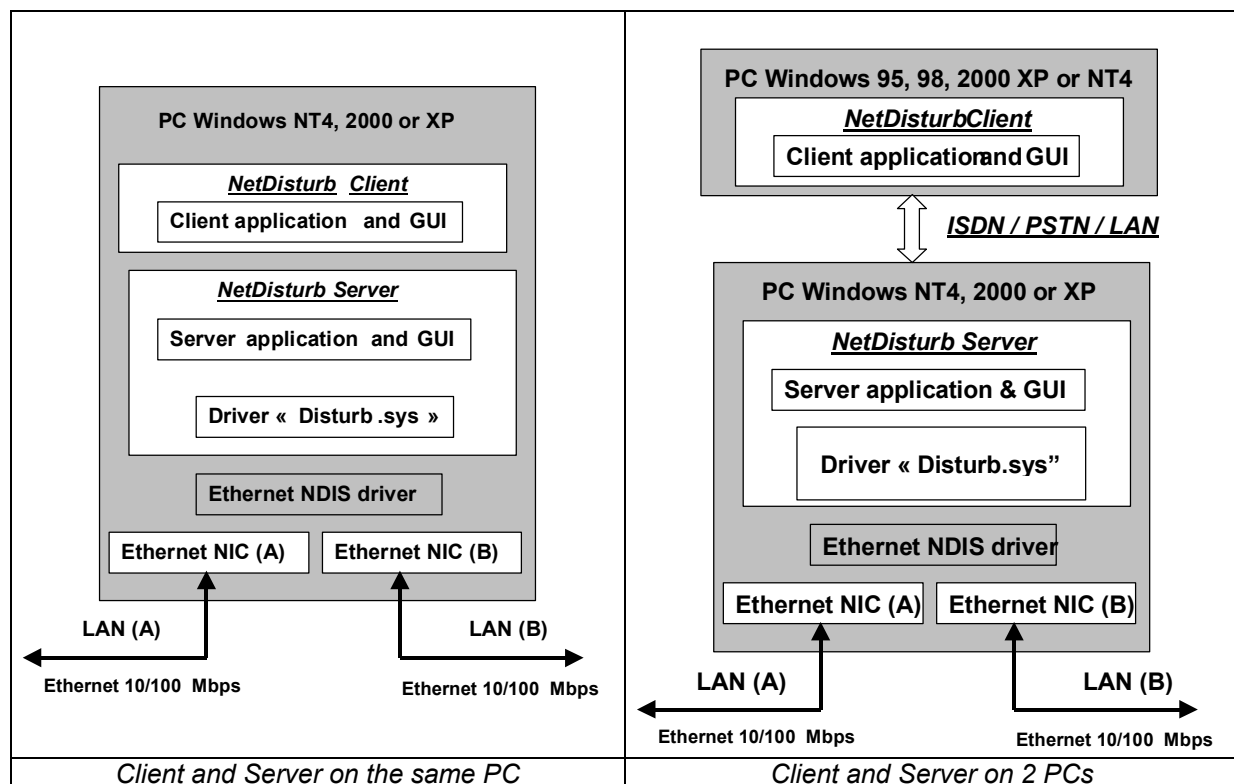 PC Windows NT4, 2000 or XP
NetDisturb Client
Client application and GUI
NetDisturb Server
Server application and GUI
Driver « Disturb .sys »
Ethernet NDIS driver
Ethernet NIC (A)
Ethernet NIC (B)
LAN (A)
LAN (B)
Ethernet 10/100 Mbps
Ethernet 10/100 Mbps
Client and Server on the same PC
PC Windows 95, 98, 2000 XP or NT4
NetDisturbClient
Client applicationand GUI
ISDN / PSTN / LAN
PC Windows NT4, 2000 or XP
NetDisturb Server
Server application & GUI
Driver « Disturb.sys”
Ethernet NDIS driver
Ethernet NIC (A)
Ethernet NIC (B)
LAN (A)
LAN (B)
Ethernet 10/100 Mbps
Ethernet 10/100 Mbps
Client and Server on 2 PCs